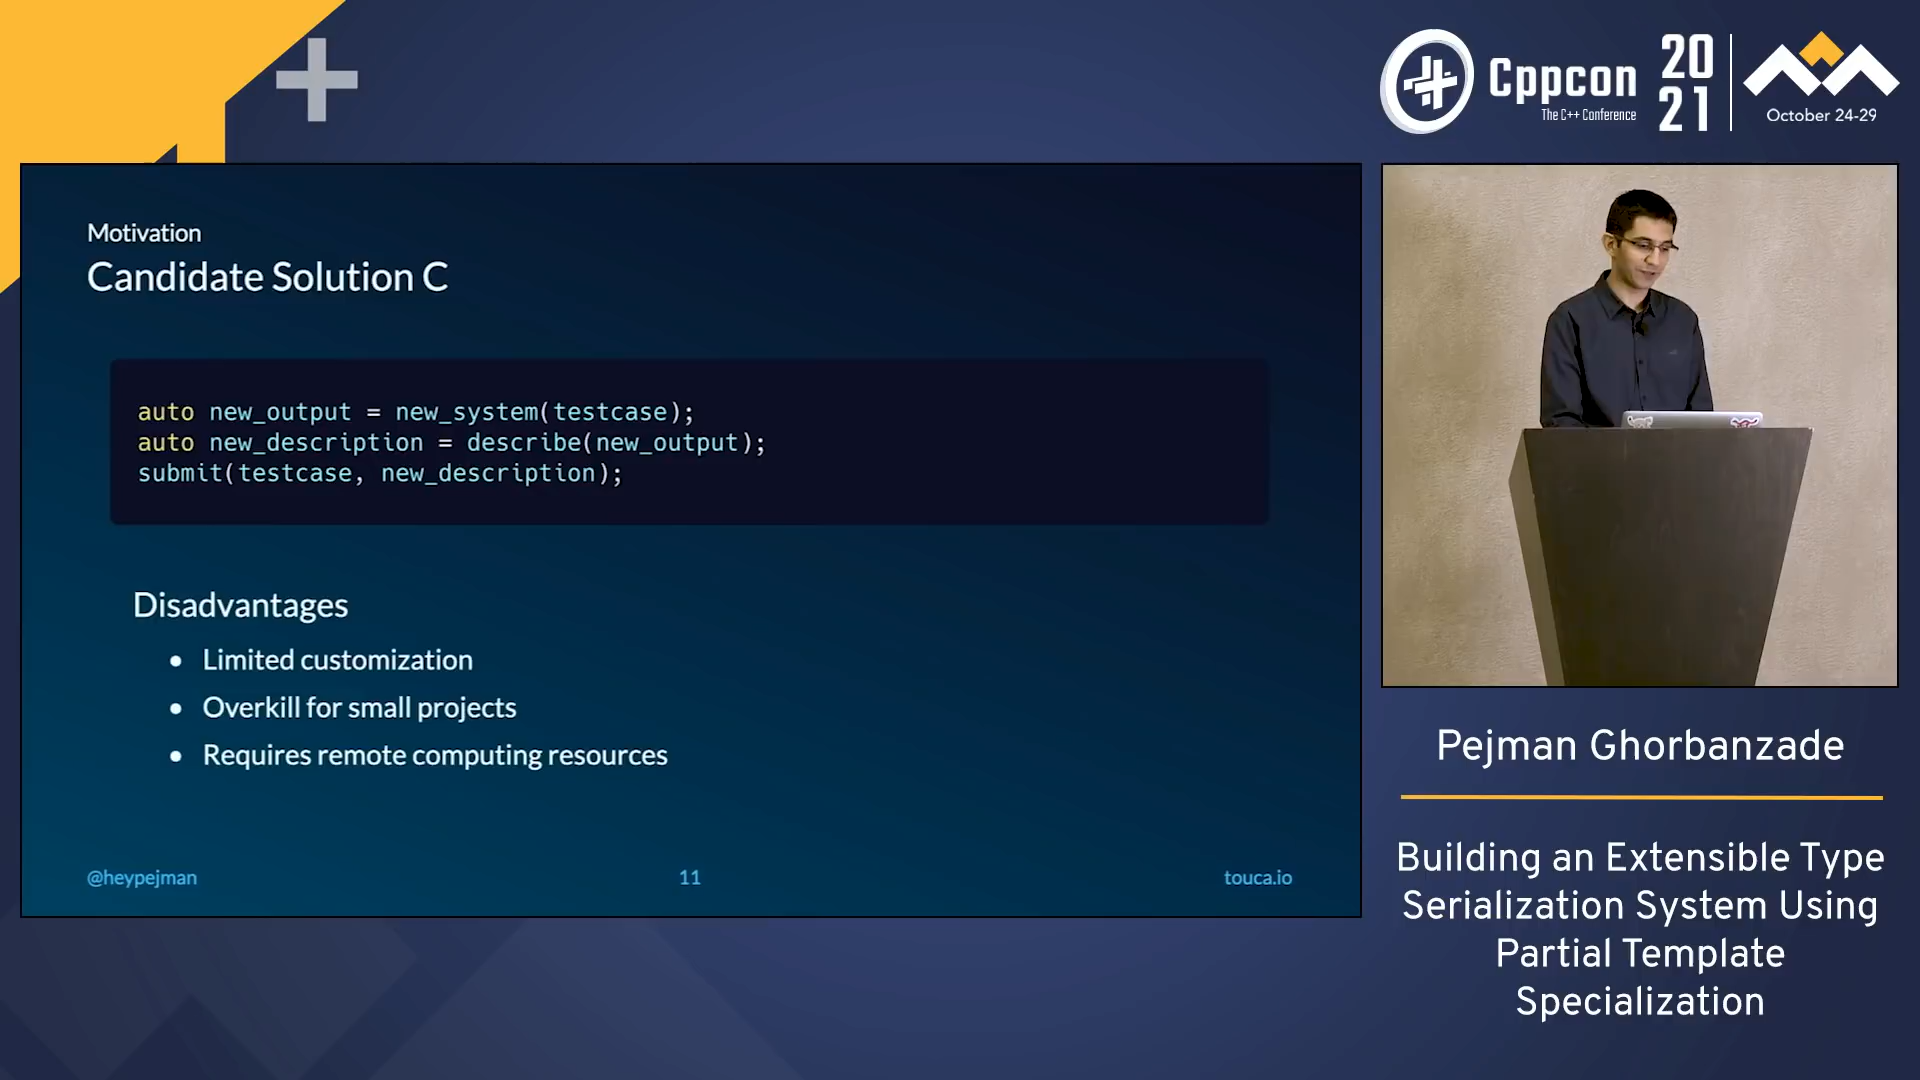 Cppcon
The C++ Conference
20
21
October 24-29
Motivation
Candidate Solution C
auto new_output = new_system(testcase);
auto new_description = describe(new_output);
submit(testcase, new_description);
Disadvantages
• Limited customization
• Overkill for small projects
• Requires remote computing resources
@heypejman
11
touca.io
Pejman Ghorbanzade
Building an Extensible Type
Serialization System Using
Partial Template
Specialization